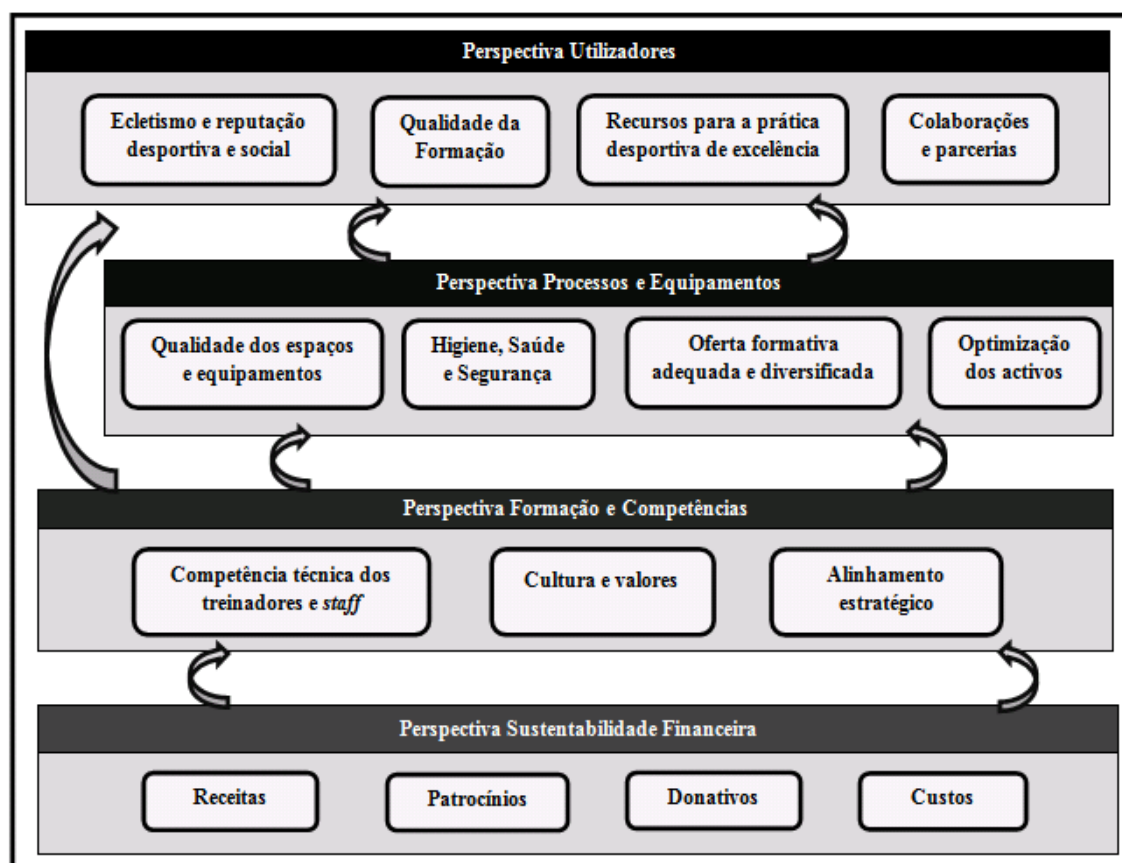 Perspectiva Utilizadores
Ecletismo e reputação
desportiva e social
Qualidade da
Formação
Recursos para a prática
desportiva de excelência
Colaborações
e parcerias
Perspectiva Processos e Equipamentos
Qualidade dos espaços
e equipamentos
Higiene, Saúde
e Segurança
Oferta formativa
adequada e diversificada
Optimização
dos activos
Perspectiva Formação e Competências
Competência técnica dos
treinadores e staff
Cultura e valores
Alinhamento
estratégico
Perspectiva Sustentabilidade Financeira
Receitas
Patrocínios
Donativos
Custos